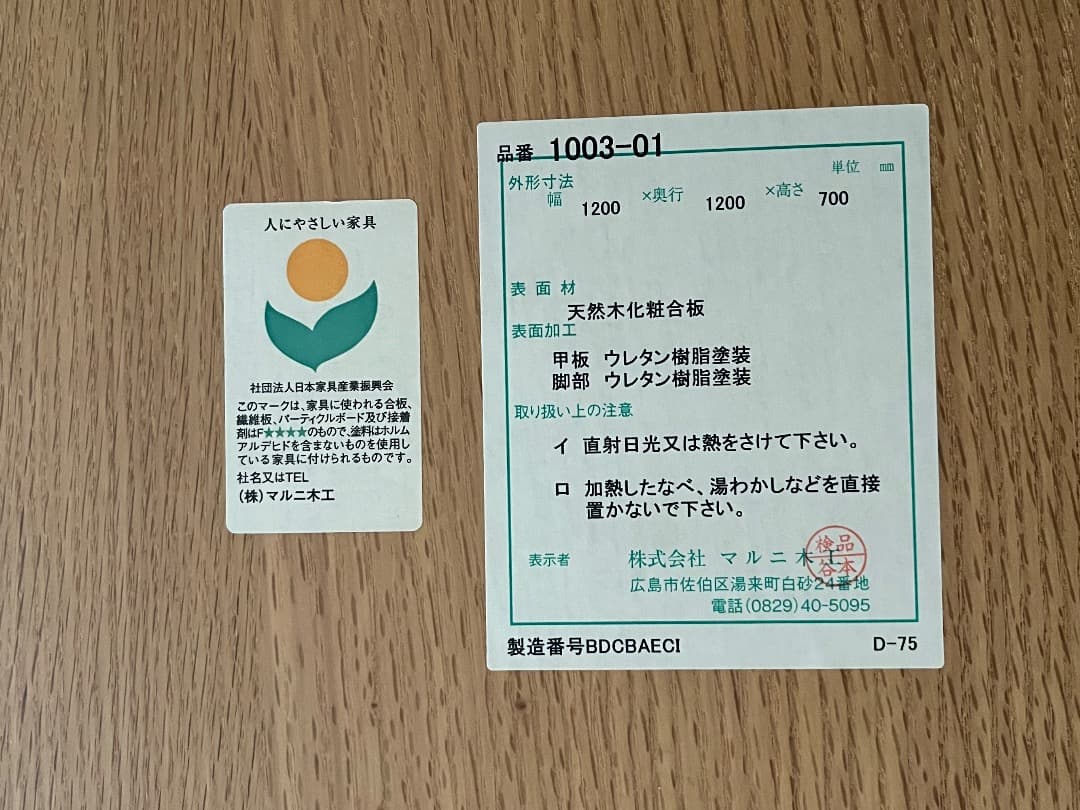 人にやさしい家具
社団法人日本家具産業振興会
このマークは、家具に使われる合板、
繊維板、パーティクルボード及び接着
剤はF★★★★のもので、塗料はホルム
アルデヒドを含まないものを使用し
ている家具に付けられるものです。
社名又はTEL
(株)マルニ木工
品番 1003-01
単位 mm
外形寸法
幅 1200 ×奥行 1200 ×高さ 700
表面材
天然木化粧合板
表面加工
甲板 ウレタン樹脂塗装
脚部 ウレタン樹脂塗装
取り扱い上の注意
イ 直射日光又は熱をさけて下さい。
ロ 加熱したなべ、湯わかしなどを直接
置かないで下さい。
表示者 株式会社 マルニ木工
広島市佐伯区湯来町白砂24番地
電話(0829)40-5095
検品
谷本
製造番号BDCBAECI D-75